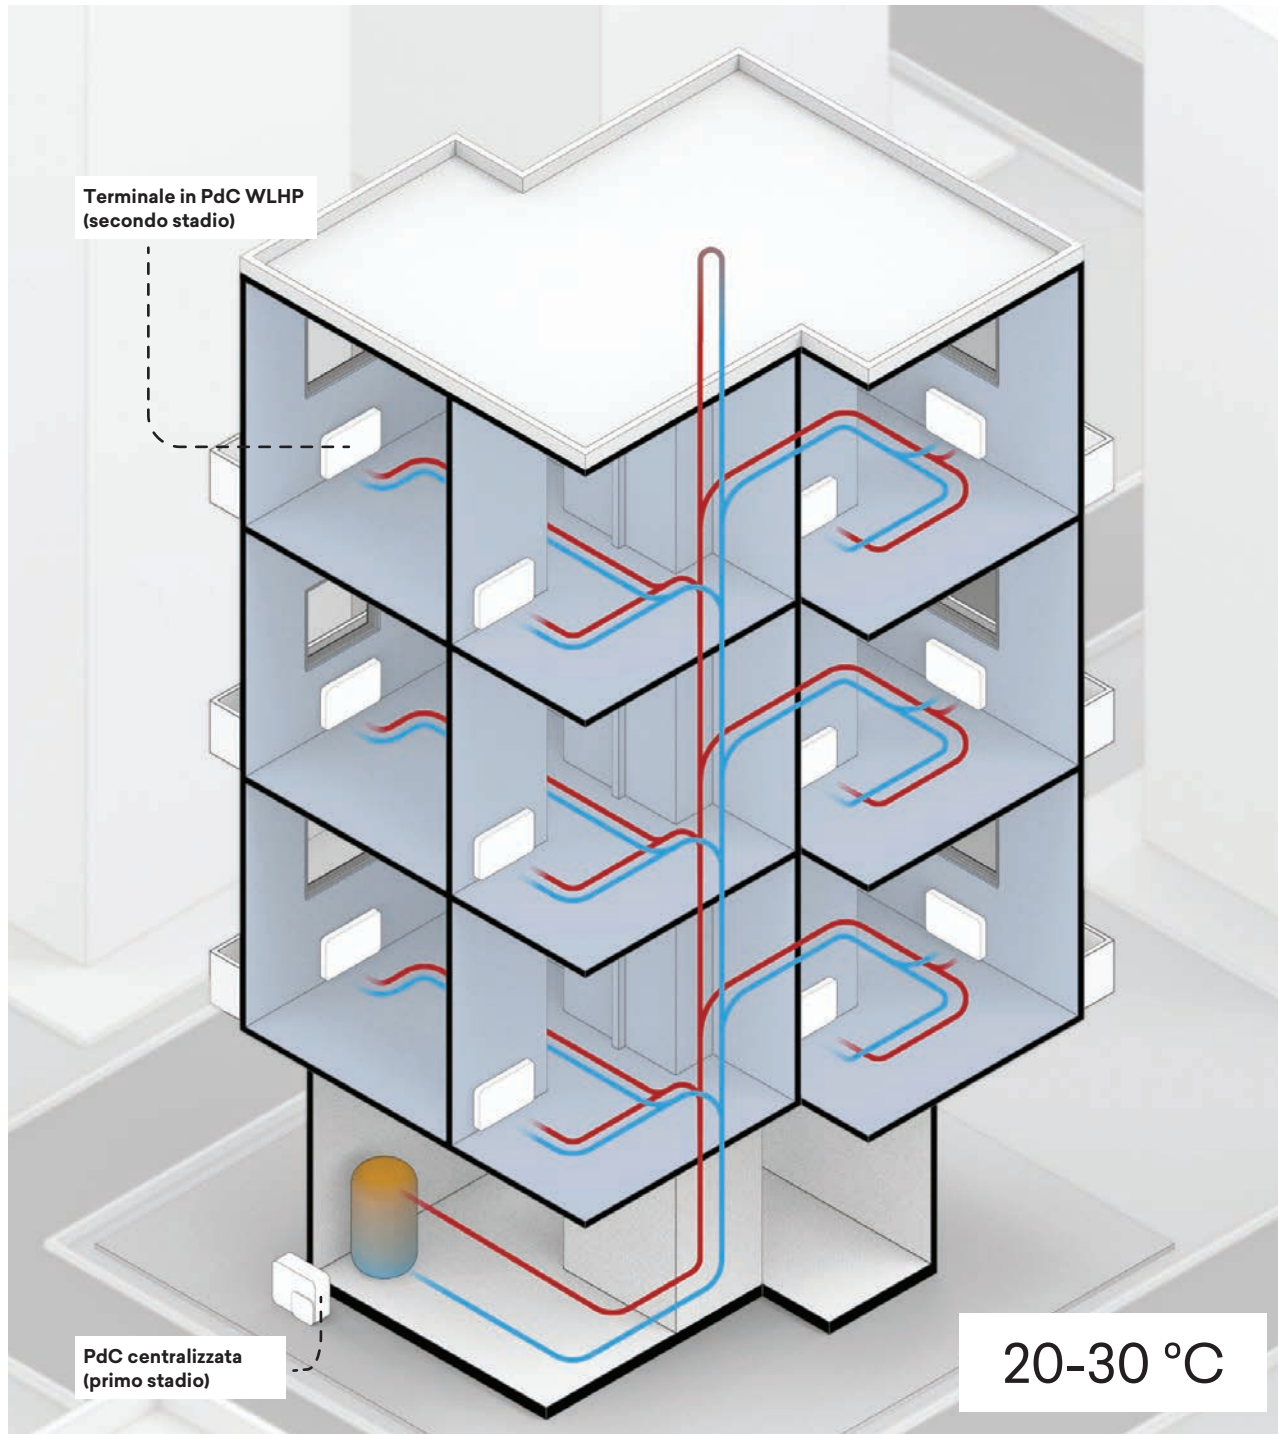 Terminale in PdC WLHP
(secondo stadio)
PdC centralizzata
(primo stadio)
20-30 °C